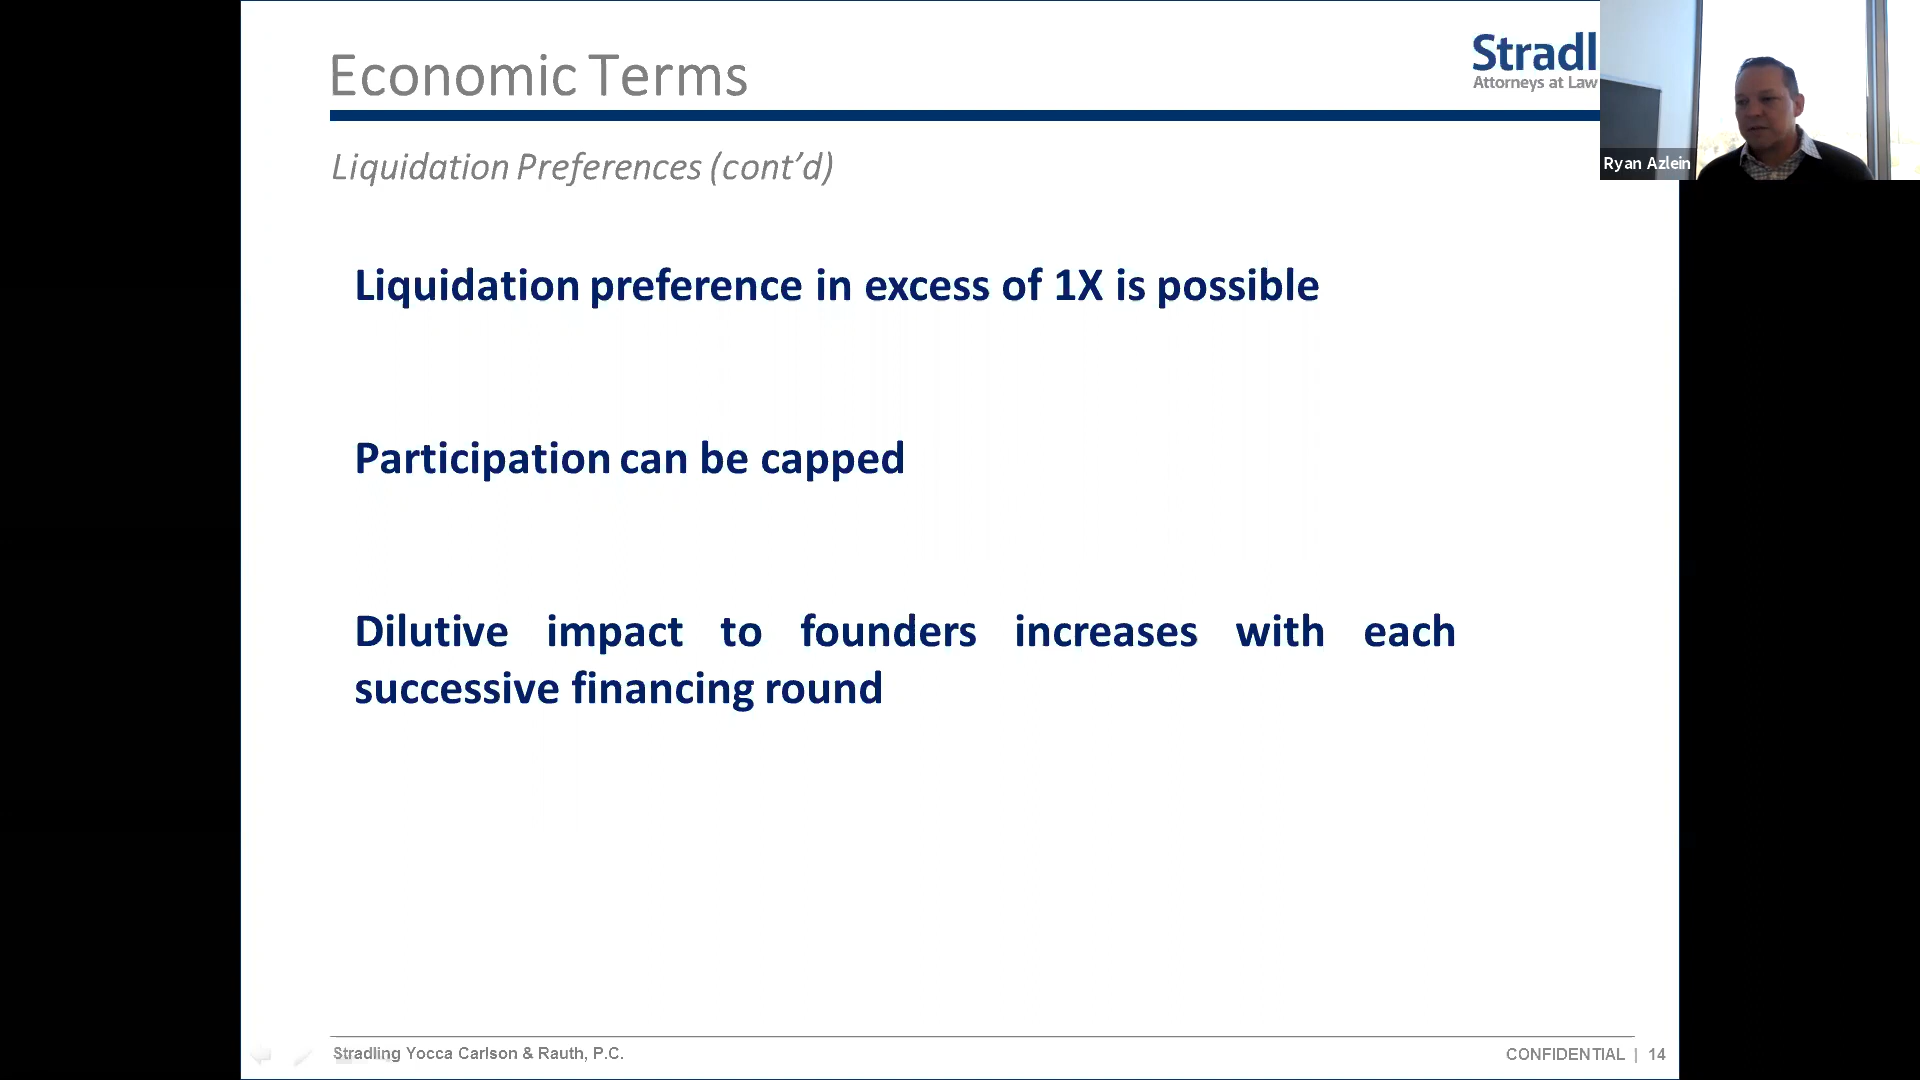 Economic Terms
Stradl
Attorneys at Law
Ryan Azlein
Liquidation Preferences (cont’d)
Liquidation preference in excess of 1X is possible
Participation can be capped
Dilutive impact to founders increases with each
successive financing round
Stradling Yocca Carlson & Rauth, P.C.
CONFIDENTIAL | 14